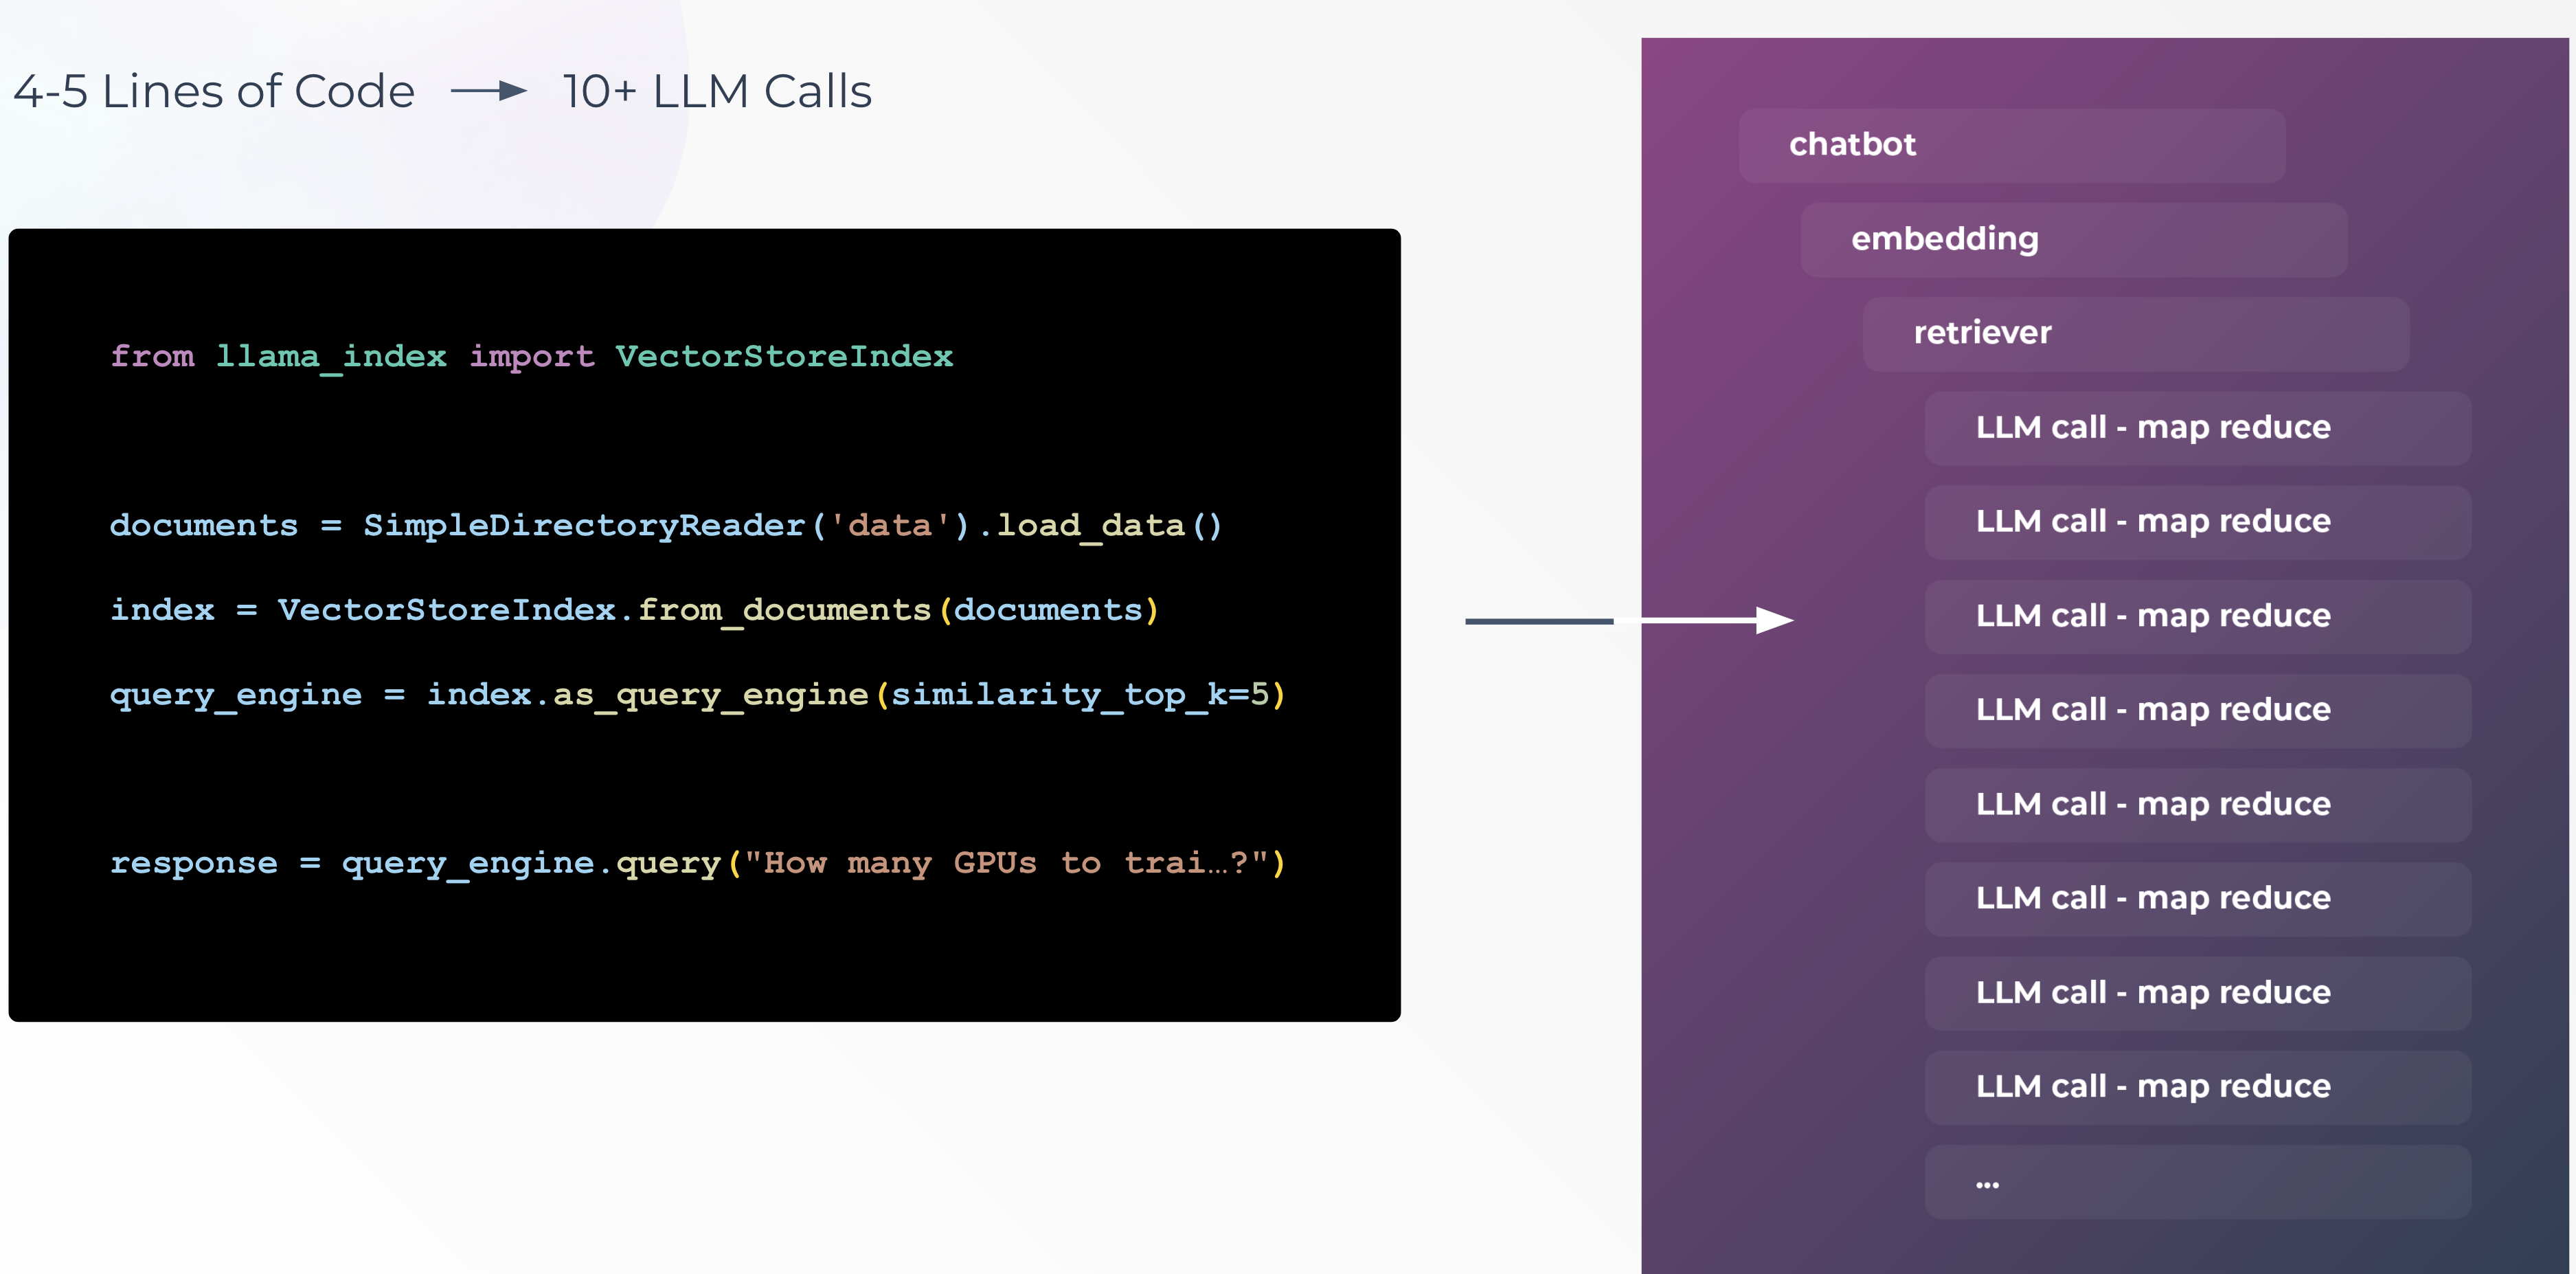 4-5 Lines of Code → 10+ LLM Calls
from llama_index import VectorStoreIndex
documents = SimpleDirectoryReader('data').load_data()
index = VectorStoreIndex.from_documents(documents)
query_engine = index.as_query_engine(similarity_top_k=5)
response = query_engine.query("How many GPUs to trai…?")
chatbot
embedding
retriever
LLM call - map reduce
LLM call - map reduce
LLM call - map reduce
LLM call - map reduce
LLM call - map reduce
LLM call - map reduce
LLM call - map reduce
LLM call - map reduce
...